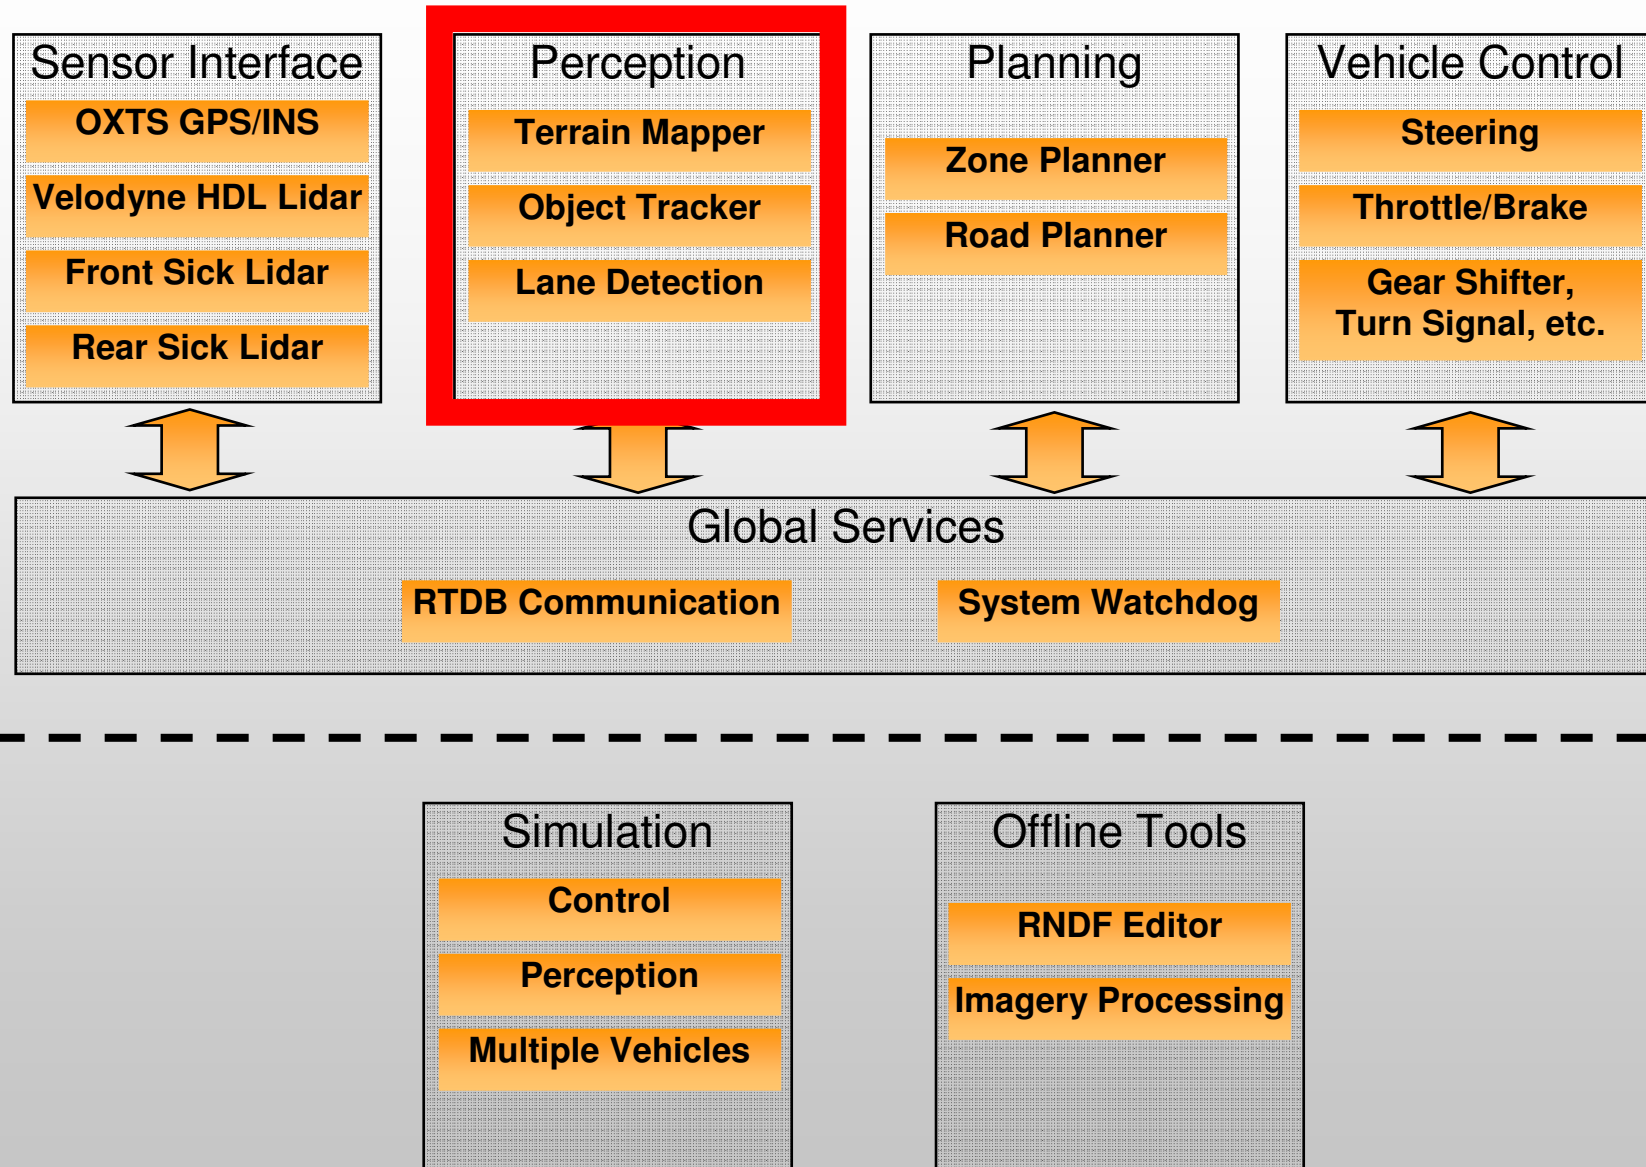 Sensor Interface
OXTS GPS/INS
Velodyne HDL Lidar
Front Sick Lidar
Rear Sick Lidar
Perception
Terrain Mapper
Object Tracker
Lane Detection
Planning
Zone Planner
Road Planner
Vehicle Control
Steering
Throttle/Brake
Gear Shifter,
Turn Signal, etc.
Global Services
RTDB Communication
System Watchdog
Simulation
Control
Perception
Multiple Vehicles
Offline Tools
RNDF Editor
Imagery Processing